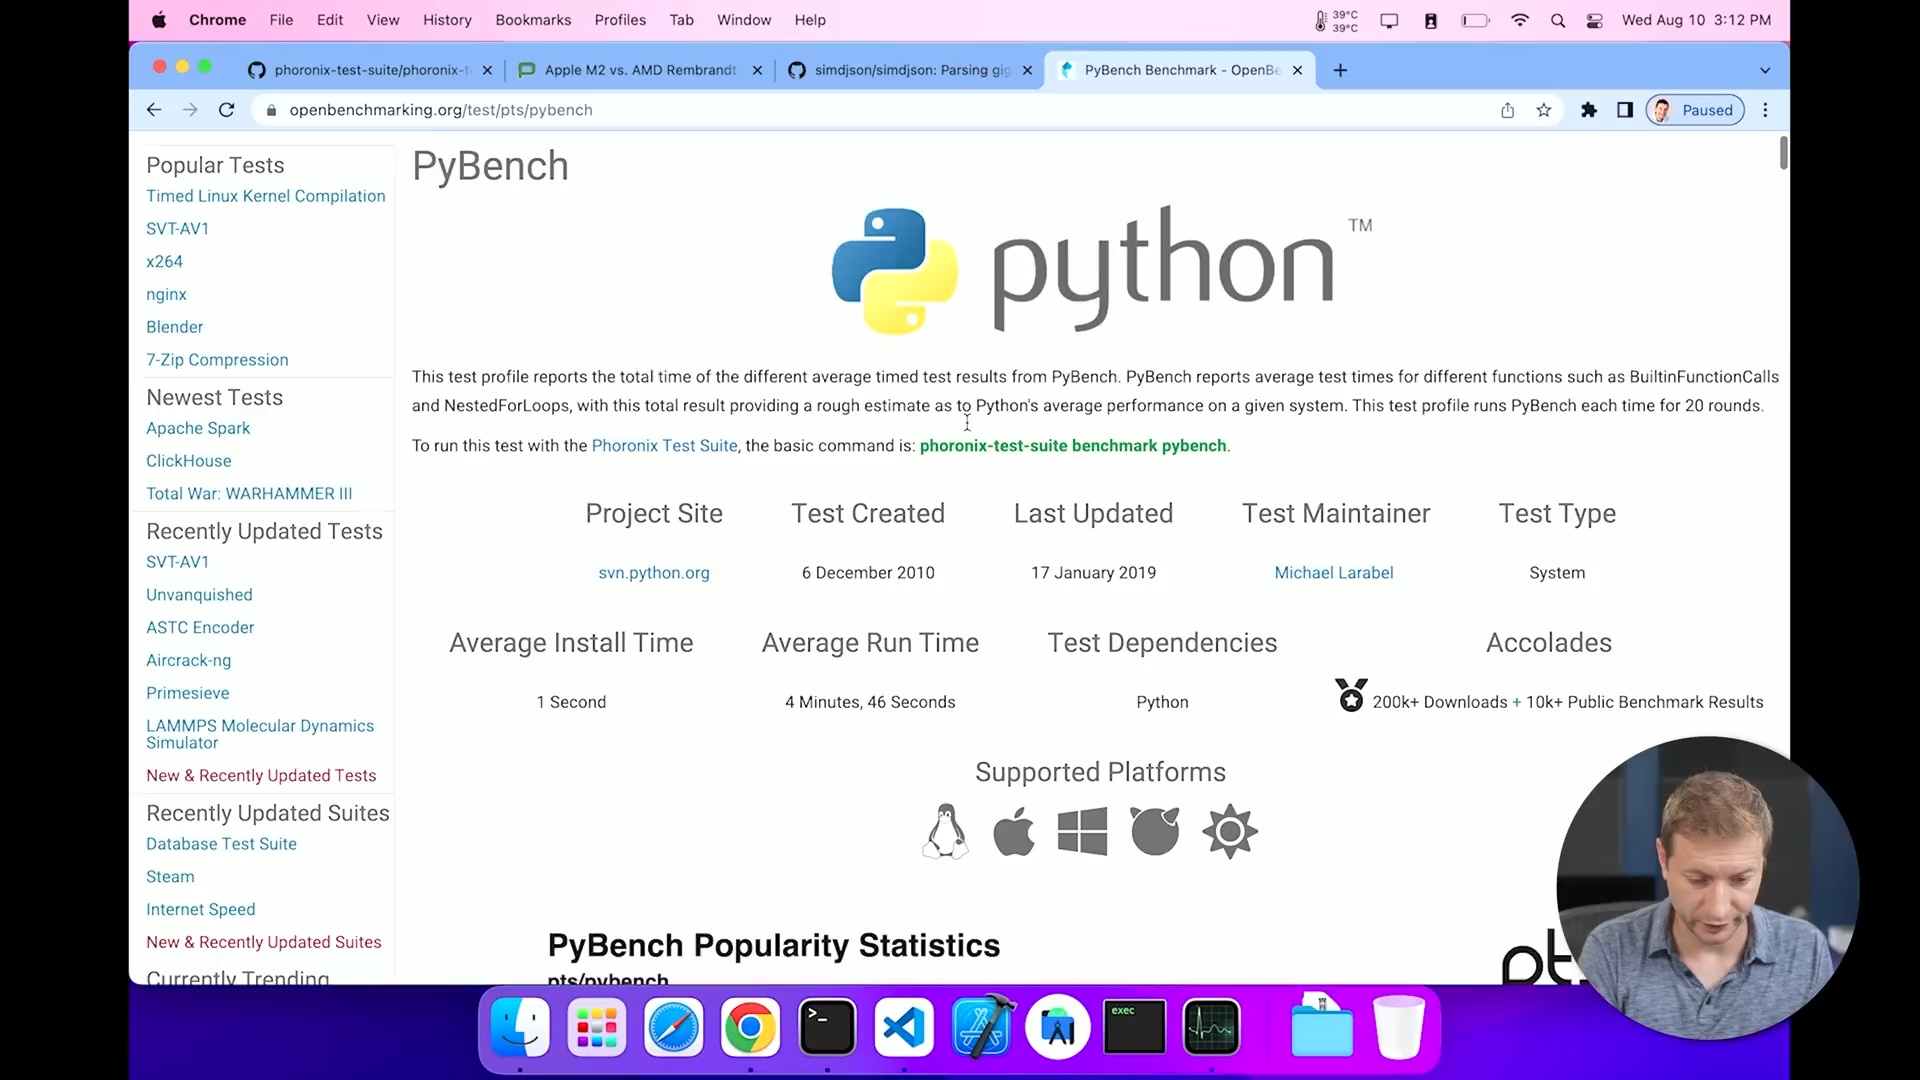 Chrome File Edit View History Bookmarks Profiles Tab Window Help
39°C
39°C
Wed Aug 10 3:12 PM
phoronix-test-suite/phoronix-t
Apple M2 vs. AMD Rembrandt
simdjson/simdjson: Parsing gig
PyBench Benchmark - OpenBe
openbenchmarking.org/test/pts/pybench
Paused
Popular Tests
Timed Linux Kernel Compilation
SVT-AV1
x264
nginx
Blender
7-Zip Compression
Newest Tests
Apache Spark
ClickHouse
Total War: WARHAMMER III
Recently Updated Tests
SVT-AV1
Unvanquished
ASTC Encoder
Aircrack-ng
Primesieve
LAMMPS Molecular Dynamics
Simulator
New & Recently Updated Tests
Recently Updated Suites
Database Test Suite
Steam
Internet Speed
New & Recently Updated Suites
Currently Trending
PyBench
python TM
This test profile reports the total time of the different average timed test results from PyBench. PyBench reports average test times for different functions such as BuiltinFunctionCalls
and NestedForLoops, with this total result providing a rough estimate as to Python's average performance on a given system. This test profile runs PyBench each time for 20 rounds.
To run this test with the Phoronix Test Suite, the basic command is: phoronix-test-suite benchmark pybench.
Project Site Test Created Last Updated Test Maintainer Test Type
svn.python.org 6 December 2010 17 January 2019 Michael Larabel System
Average Install Time Average Run Time Test Dependencies Accolades
1 Second 4 Minutes, 46 Seconds Python 200k+ Downloads + 10k+ Public Benchmark Results
Supported Platforms
PyBench Popularity Statistics
pts/pybench
pt
>_
exec